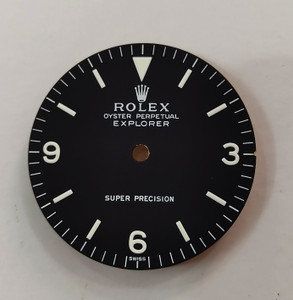 ROLEX
OYSTER PERPETUAL
EXPLORER
9 3
SUPER PRECISION
6
SWISS